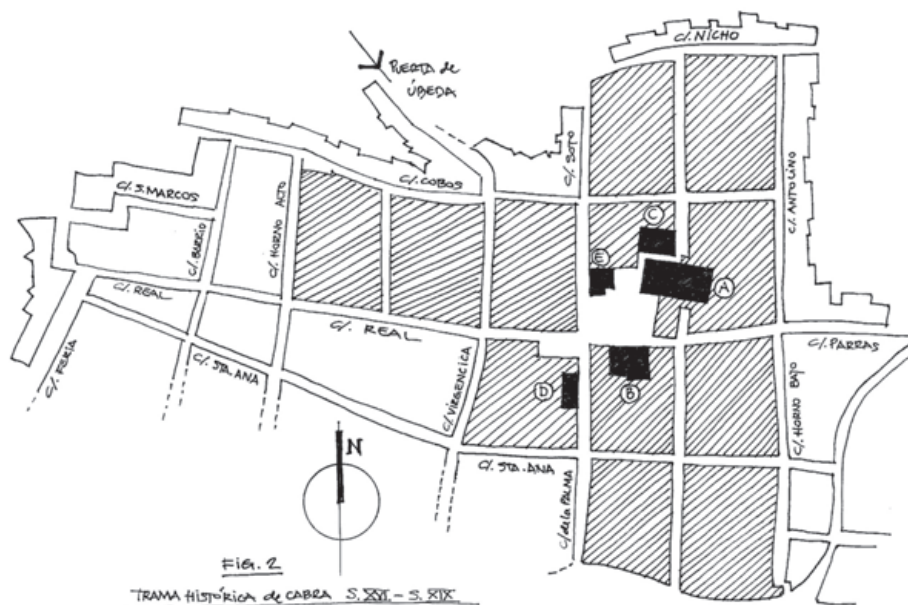 C/. NICHO
PUERTA de
ÚBEDA
C/. SOTO
C/. ANTOLINO
C/. COBOS
C/. S. MARCOS
C/. BARRIO
C/. HORNO ALTO
C
E
A
C/. REAL
C/. REAL
C/. PARRAS
C/. FERIA
C/. STA. ANA
C/. VIRGENCICA
D
B
C/. HORNO BAJO
N
C/. STA. ANA
C/. de la PALMA
FIG. 2
TRAMA HISTÓRICA de CABRA S. XVI - S. XIX